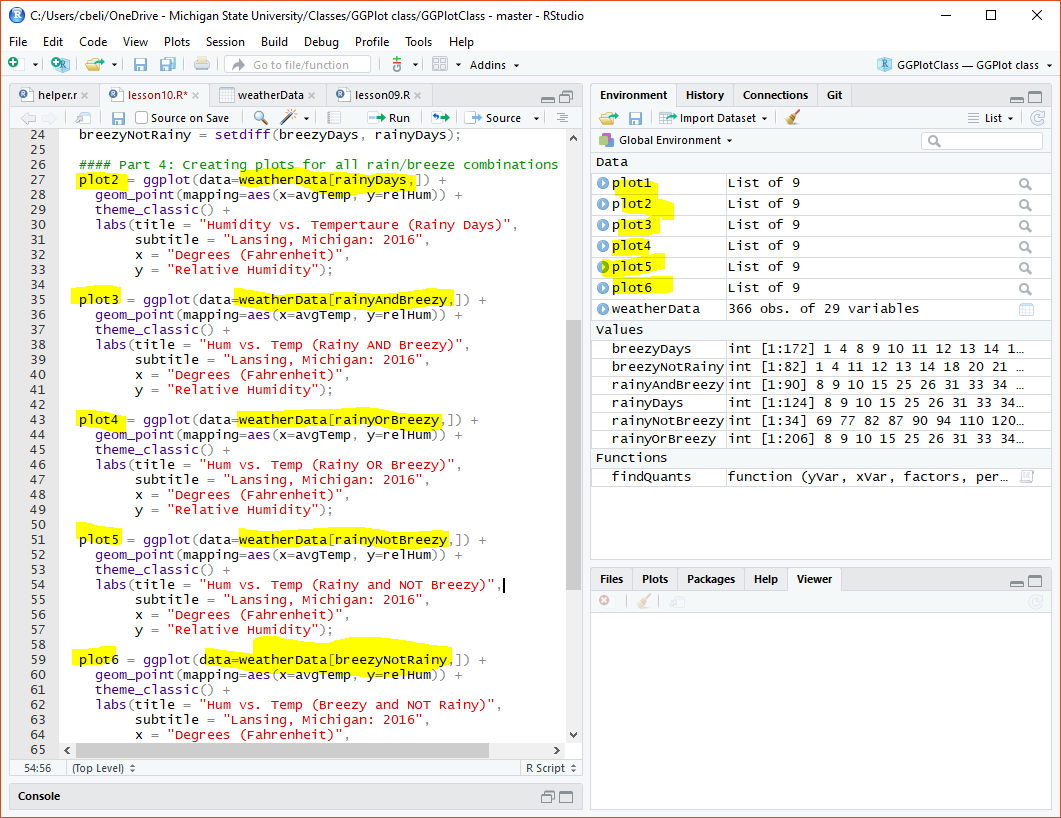 C:/Users/cbeli/OneDrive - Michigan State University/Classes/GGPlot class/GGPlotClass - master - RStudio
File Edit Code View Plots Session Build Debug Profile Tools Help
Go to file/function Addins GGPlotClass — GGPlot class
helper.r lesson10.R* weatherData lesson09.R
Source on Save Run Source
24 breezyNotRainy = setdiff(breezyDays, rainyDays);
25
26 #### Part 4: Creating plots for all rain/breeze combinations
27 plot2 = ggplot(data=weatherData[rainyDays,]) +
28 geom_point(mapping=aes(x=avgTemp, y=relHum)) +
29 theme_classic() +
30 labs(title = "Humidity vs. Tempertaure (Rainy Days)",
31 subtitle = "Lansing, Michigan: 2016",
32 x = "Degrees (Fahrenheit)",
33 y = "Relative Humidity");
34
35 plot3 = ggplot(data=weatherData[rainyAndBreezy,]) +
36 geom_point(mapping=aes(x=avgTemp, y=relHum)) +
37 theme_classic() +
38 labs(title = "Hum vs. Temp (Rainy AND Breezy)",
39 subtitle = "Lansing, Michigan: 2016",
40 x = "Degrees (Fahrenheit)",
41 y = "Relative Humidity");
42
43 plot4 = ggplot(data=weatherData[rainyOrBreezy,]) +
44 geom_point(mapping=aes(x=avgTemp, y=relHum)) +
45 theme_classic() +
46 labs(title = "Hum vs. Temp (Rainy OR Breezy)",
47 subtitle = "Lansing, Michigan: 2016",
48 x = "Degrees (Fahrenheit)",
49 y = "Relative Humidity");
50
51 plot5 = ggplot(data=weatherData[rainyNotBreezy,]) +
52 geom_point(mapping=aes(x=avgTemp, y=relHum)) +
53 theme_classic() +
54 labs(title = "Hum vs. Temp (Rainy and NOT Breezy)",
55 subtitle = "Lansing, Michigan: 2016",
56 x = "Degrees (Fahrenheit)",
57 y = "Relative Humidity");
58
59 plot6 = ggplot(data=weatherData[breezyNotRainy,]) +
60 geom_point(mapping=aes(x=avgTemp, y=relHum)) +
61 theme_classic() +
62 labs(title = "Hum vs. Temp (Breezy and NOT Rainy)",
63 subtitle = "Lansing, Michigan: 2016",
64 x = "Degrees (Fahrenheit)",
65
54:56 (Top Level) R Script
Console
Environment History Connections Git
Import Dataset List
Global Environment
Data
plot1 List of 9
plot2 List of 9
plot3 List of 9
plot4 List of 9
plot5 List of 9
plot6 List of 9
weatherData 366 obs. of 29 variables
Values
breezyDays int [1:172] 1 4 8 9 10 11 12 13 14 1…
breezyNotRainy int [1:82] 1 4 11 12 13 14 18 20 21 …
rainyAndBreezy int [1:90] 8 9 10 15 25 26 31 33 34 …
rainyDays int [1:124] 8 9 10 15 25 26 31 33 34…
rainyNotBreezy int [1:34] 69 77 82 87 90 94 110 120…
rainyOrBreezy int [1:206] 8 9 10 15 25 26 31 33 34…
Functions
findQuants function (yVar, xVar, factors, per…
Files Plots Packages Help Viewer